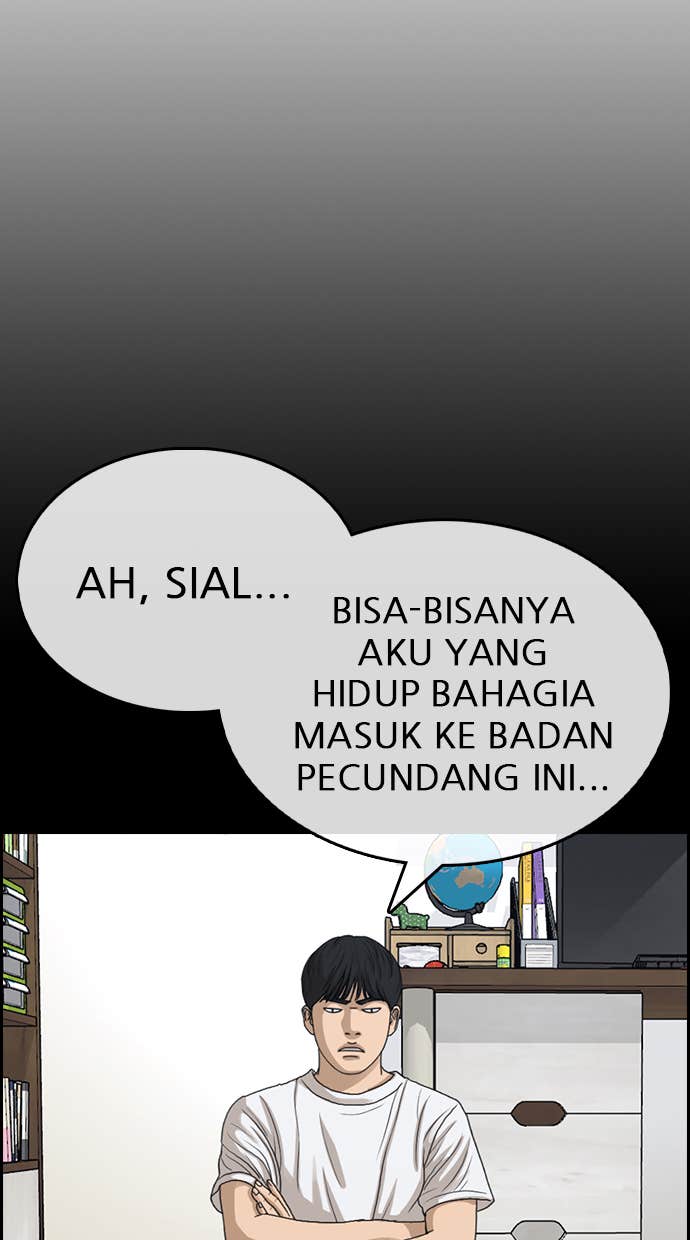 AH, SIAL...
BISA-BISANYA
AKU YANG
HIDUP BAHAGIA
MASUK KE BADAN
PECUNDANG INI...